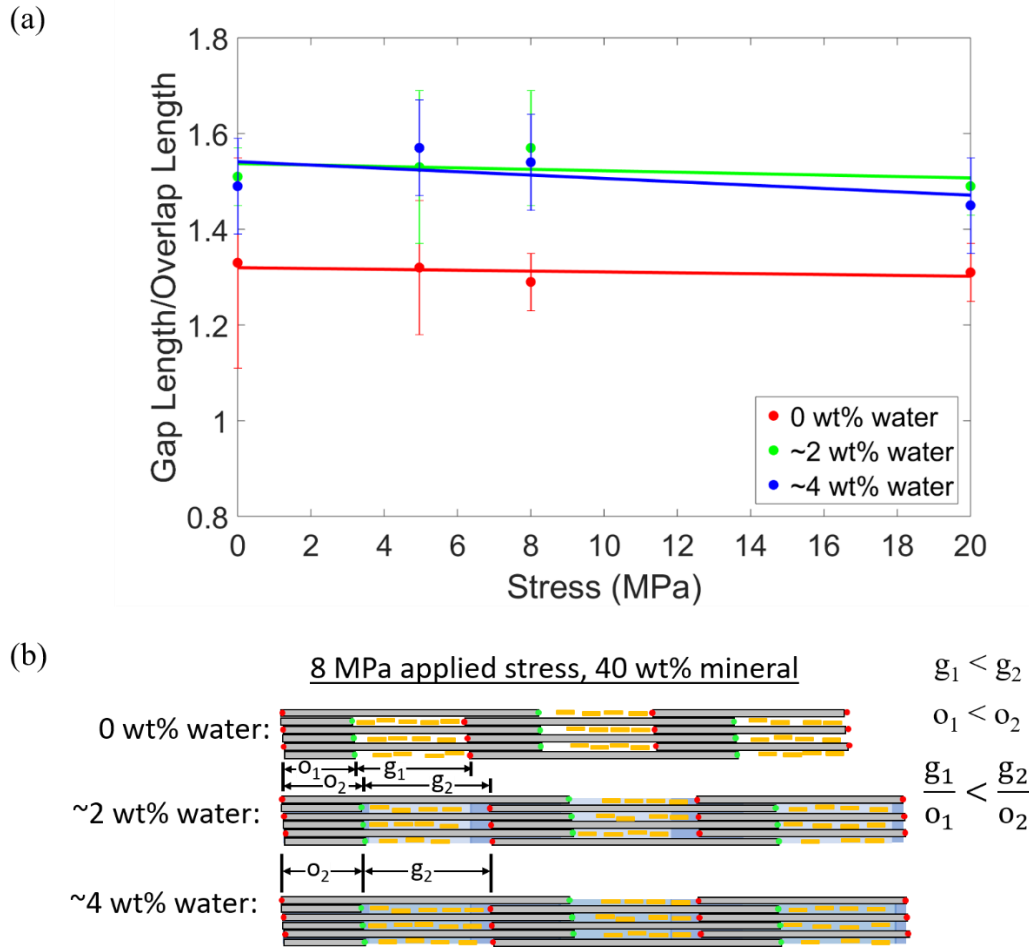 (a)
1.8
1.6
1.4
1.2
1
0.8
Gap Length/Overlap Length
0 2 4 6 8 10 12 14 16 18 20
Stress (MPa)
0 wt% water
~2 wt% water
~4 wt% water
(b)
8 MPa applied stress, 40 wt% mineral
g₁ < g₂
0 wt% water:
o₁ < o₂
o₁ g₁
o₂ g₂
g₁/o₁ < g₂/o₂
~2 wt% water:
o₂ g₂
~4 wt% water: